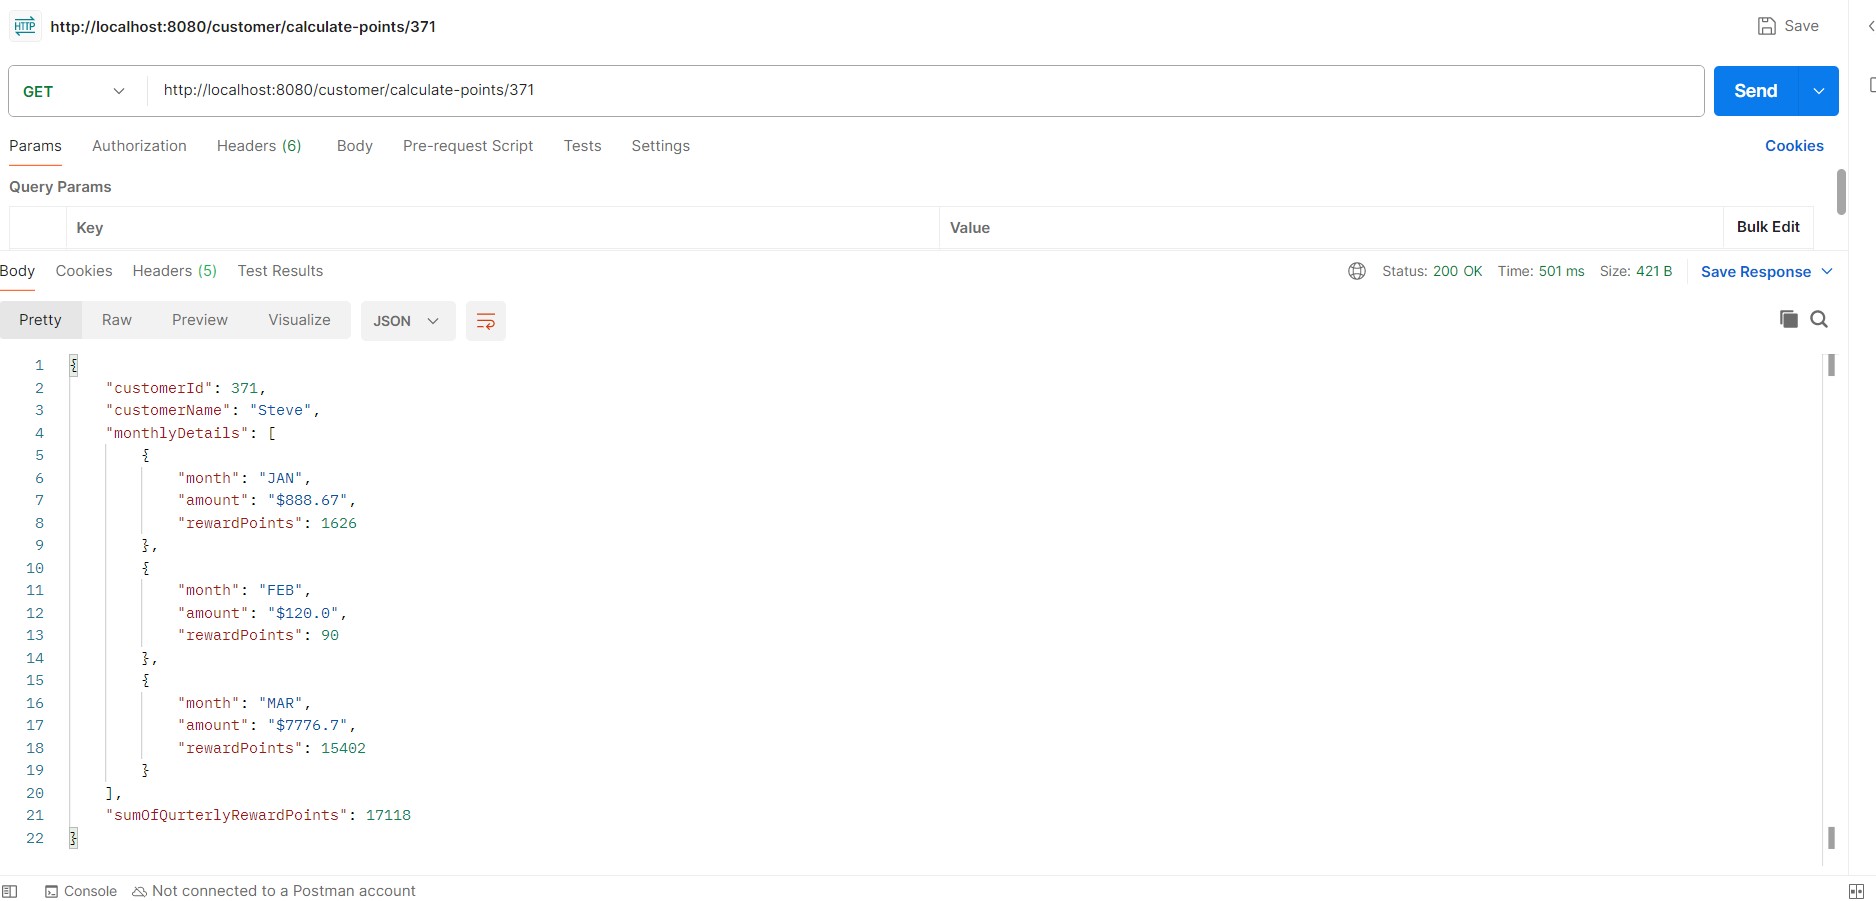 HTTP http://localhost:8080/customer/calculate-points/371 Save
GET http://localhost:8080/customer/calculate-points/371 Send
Params Authorization Headers (6) Body Pre-request Script Tests Settings Cookies
Query Params
Key Value Bulk Edit
Body Cookies Headers (5) Test Results Status: 200 OK Time: 501 ms Size: 421 B Save Response
Pretty Raw Preview Visualize JSON
1 {
2 "customerId": 371,
3 "customerName": "Steve",
4 "monthlyDetails": [
5 {
6 "month": "JAN",
7 "amount": "$888.67",
8 "rewardPoints": 1626
9 },
10 {
11 "month": "FEB",
12 "amount": "$120.0",
13 "rewardPoints": 90
14 },
15 {
16 "month": "MAR",
17 "amount": "$7776.7",
18 "rewardPoints": 15402
19 }
20 ],
21 "sumOfQurterlyRewardPoints": 17118
22 }
Console Not connected to a Postman account